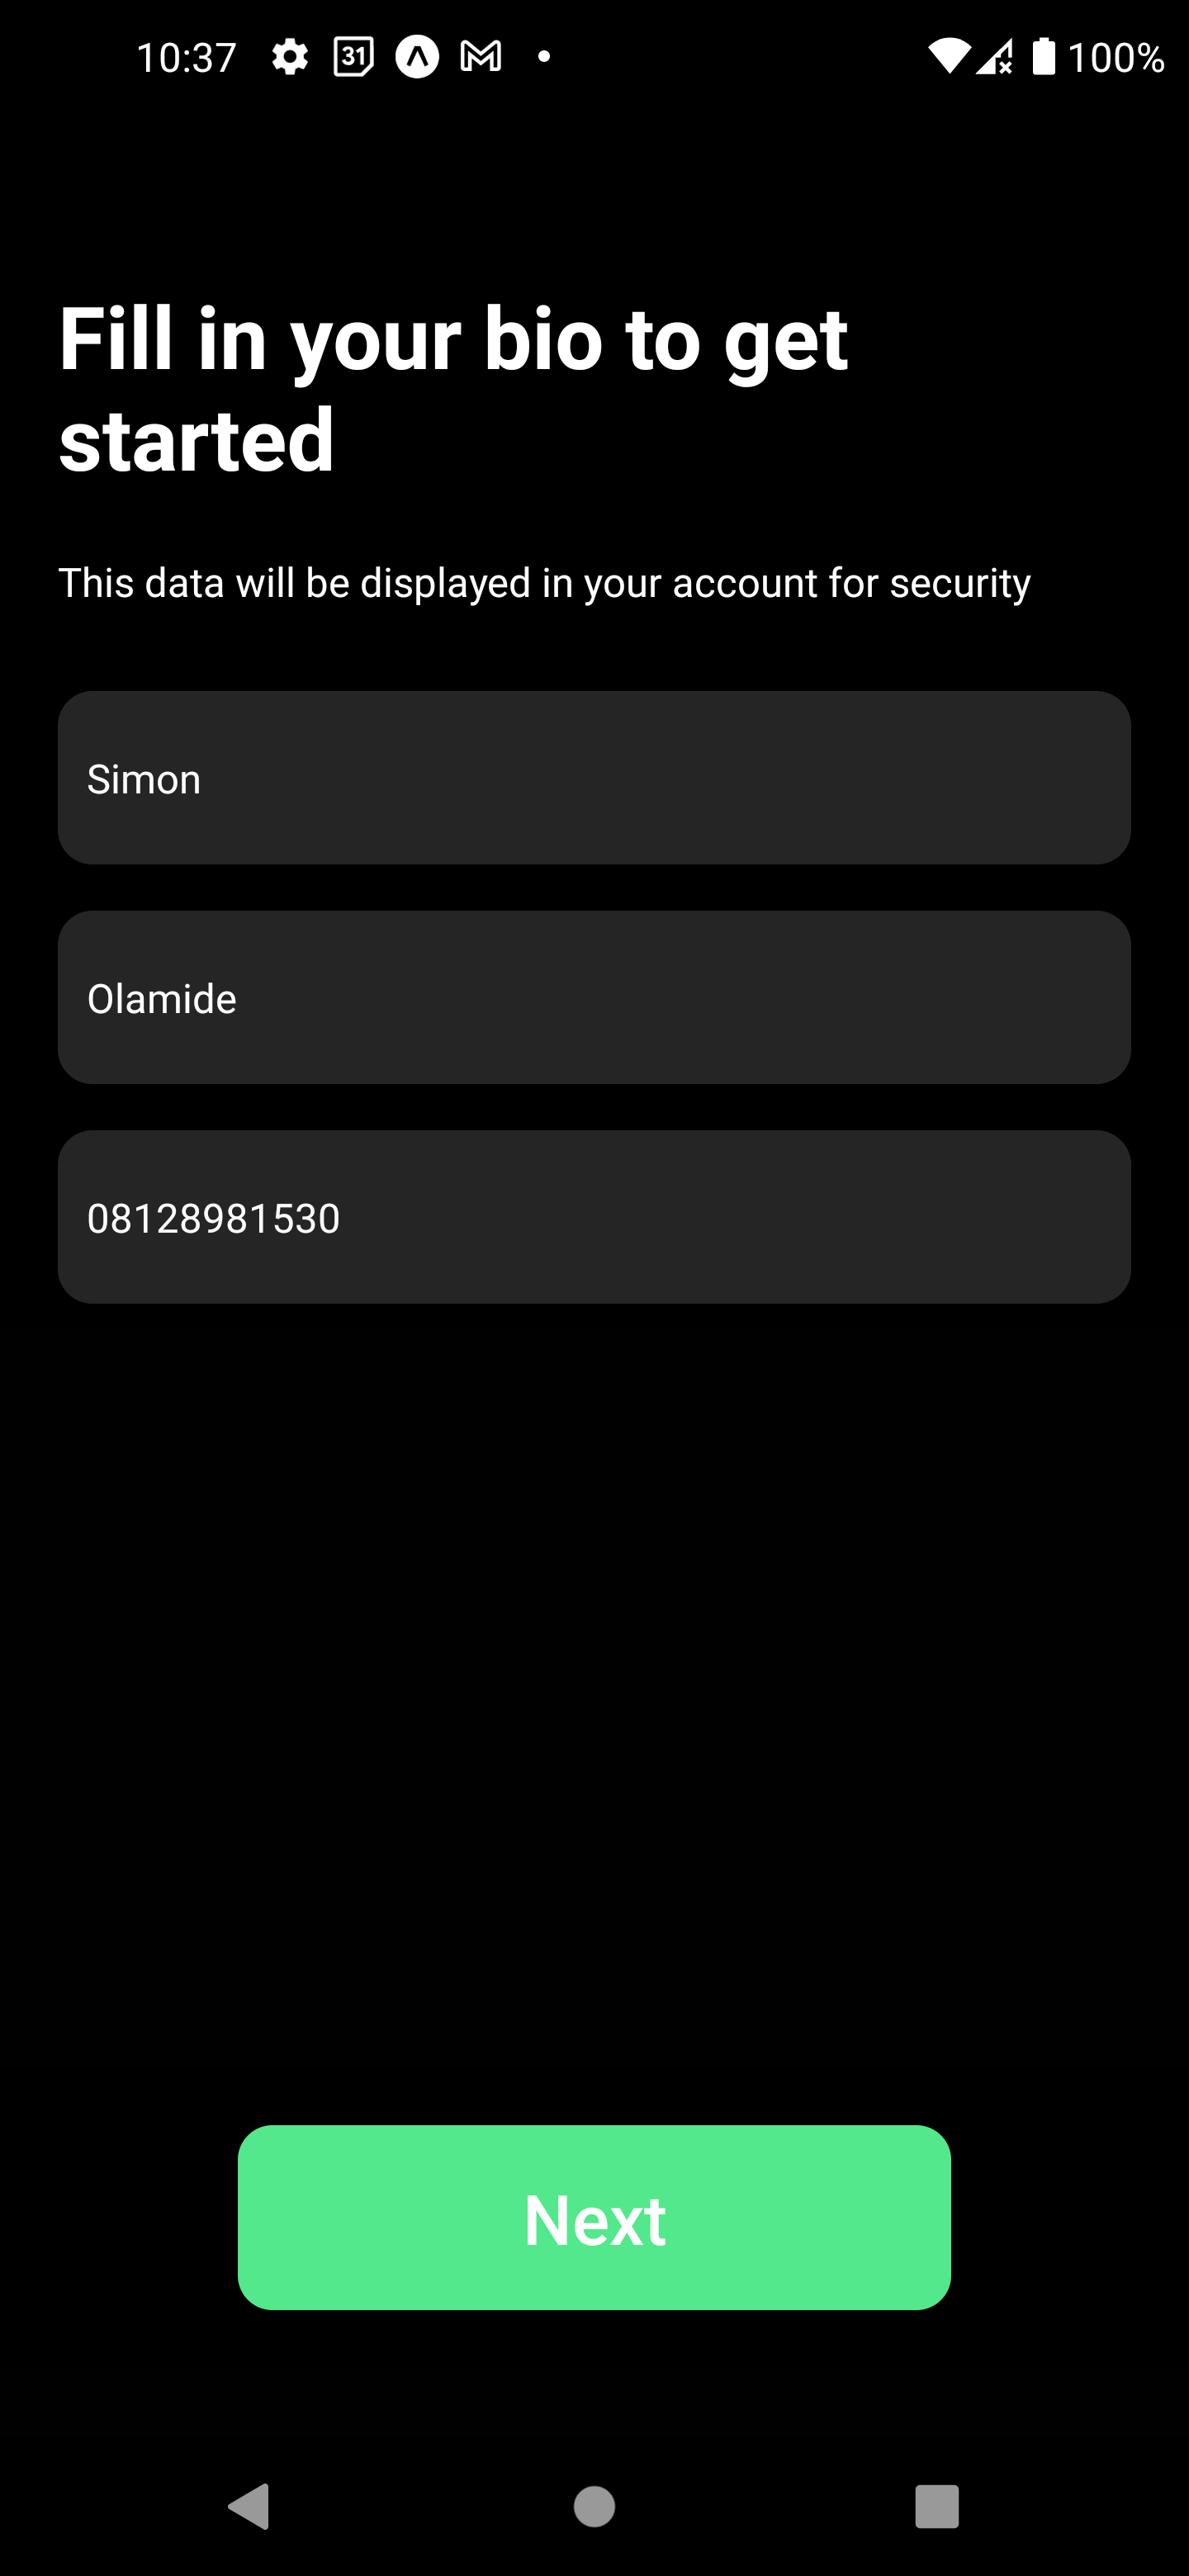 10:37 31 100%
Fill in your bio to get
started
This data will be displayed in your account for security
Simon
Olamide
08128981530
Next